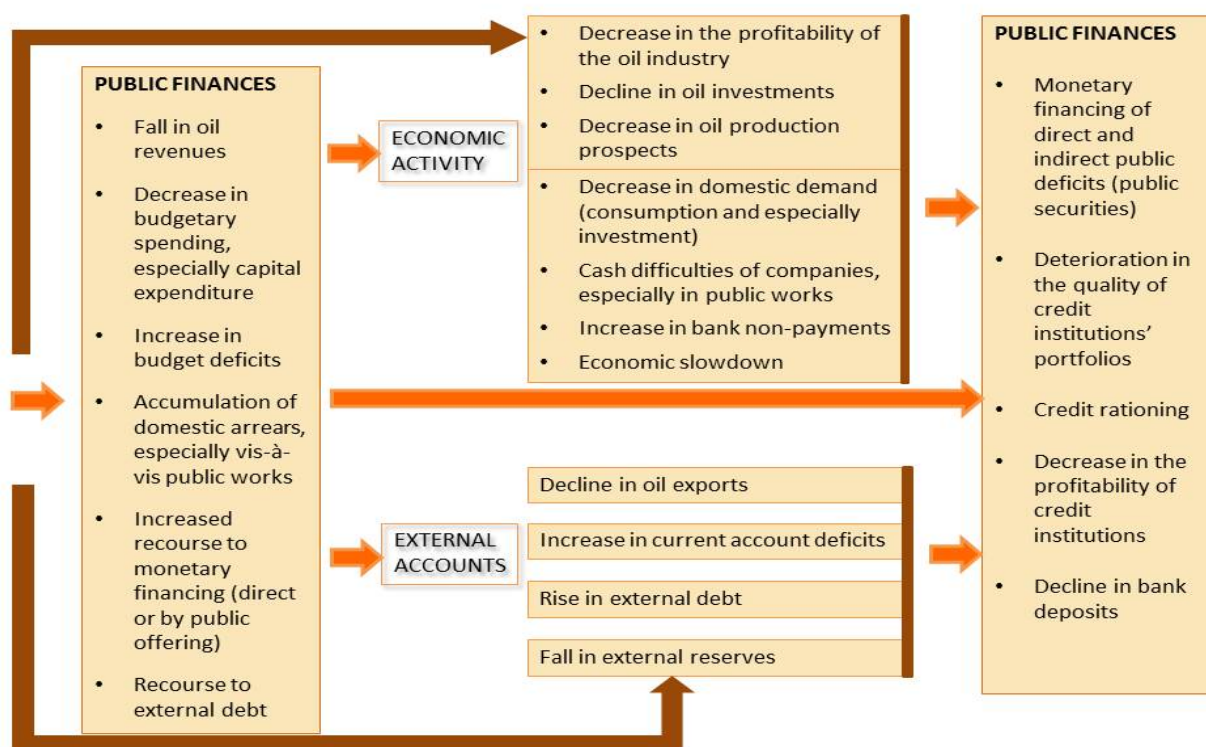 PUBLIC FINANCES
• Fall in oil
revenues
• Decrease in
budgetary
spending,
especially capital
expenditure
• Increase in
budget deficits
• Accumulation of
domestic arrears,
especially vis-à-
vis public works
• Increased
recourse to
monetary
financing (direct
or by public
offering)
• Recourse to
external debt
ECONOMIC
ACTIVITY
• Decrease in the profitability of
the oil industry
• Decline in oil investments
• Decrease in oil production
prospects
• Decrease in domestic demand
(consumption and especially
investment)
• Cash difficulties of companies,
especially in public works
• Increase in bank non-payments
• Economic slowdown
EXTERNAL
ACCOUNTS
Decline in oil exports
Increase in current account deficits
Rise in external debt
Fall in external reserves
PUBLIC FINANCES
• Monetary
financing of
direct and
indirect public
deficits (public
securities)
• Deterioration in
the quality of
credit
institutions’
portfolios
• Credit rationing
• Decrease in the
profitability of
credit
institutions
• Decline in bank
deposits